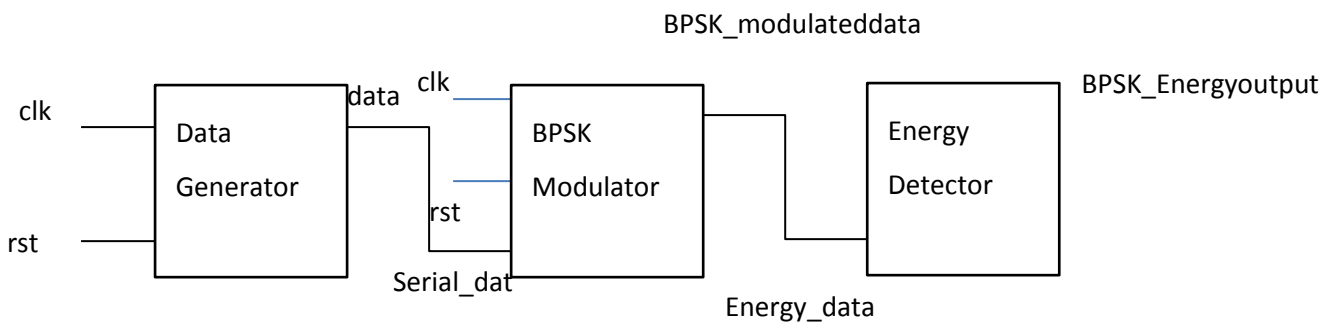 BPSK_modulateddata
BPSK_Energyoutput
clk
data
clk
Data
Generator
BPSK
Modulator
Energy
Detector
rst
rst
Serial_dat
Energy_data